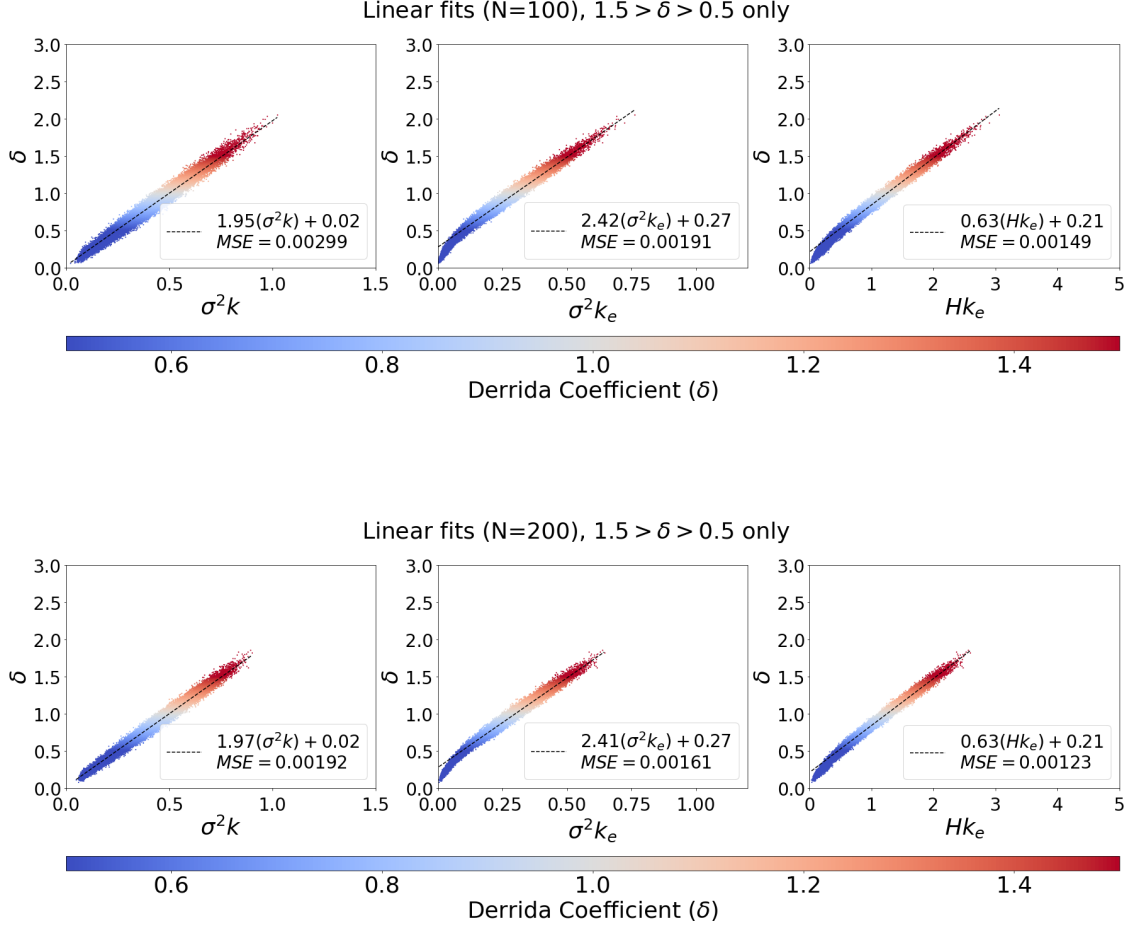 Linear fits (N=100), 1.5 > δ > 0.5 only
3.0
2.5
2.0
1.5
1.0
0.5
0.0
δ
0.0 0.5 1.0 1.5
σ²k
1.95(σ²k) + 0.02
MSE = 0.00299
3.0
2.5
2.0
1.5
1.0
0.5
0.0
δ
0.00 0.25 0.50 0.75 1.00
σ²kₑ
2.42(σ²kₑ) + 0.27
MSE = 0.00191
3.0
2.5
2.0
1.5
1.0
0.5
0.0
δ
0 1 2 3 4 5
Hkₑ
0.63(Hkₑ) + 0.21
MSE = 0.00149
0.6 0.8 1.0 1.2 1.4
Derrida Coefficient (δ)
Linear fits (N=200), 1.5 > δ > 0.5 only
3.0
2.5
2.0
1.5
1.0
0.5
0.0
δ
0.0 0.5 1.0 1.5
σ²k
1.97(σ²k) + 0.02
MSE = 0.00192
3.0
2.5
2.0
1.5
1.0
0.5
0.0
δ
0.00 0.25 0.50 0.75 1.00
σ²kₑ
2.41(σ²kₑ) + 0.27
MSE = 0.00161
3.0
2.5
2.0
1.5
1.0
0.5
0.0
δ
0 1 2 3 4 5
Hkₑ
0.63(Hkₑ) + 0.21
MSE = 0.00123
0.6 0.8 1.0 1.2 1.4
Derrida Coefficient (δ)